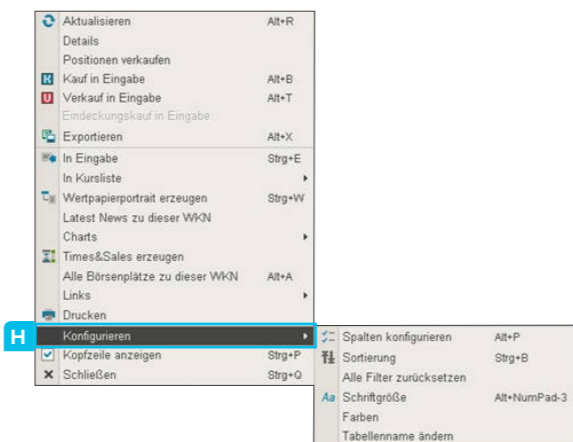 Aktualisieren Alt+R
Details
Positionen verkaufen
K Kauf in Eingabe Alt+B
U Verkauf in Eingabe Alt+T
Eindeckungskauf in Eingabe
Exportieren Alt+X
In Eingabe Strg+E
In Kursliste
Wertpapierportrait erzeugen Strg+W
Latest News zu dieser WKN
Charts
Times&Sales erzeugen
Alle Börsenplätze zu dieser WKN Alt+A
Links
Drucken
H Konfigurieren
Kopfzeile anzeigen Strg+P
Schließen Strg+Q
Spalten konfigurieren Alt+P
Sortierung Strg+B
Alle Filter zurücksetzen
Aa Schriftgröße Alt+NumPad-3
Farben
Tabellenname ändern